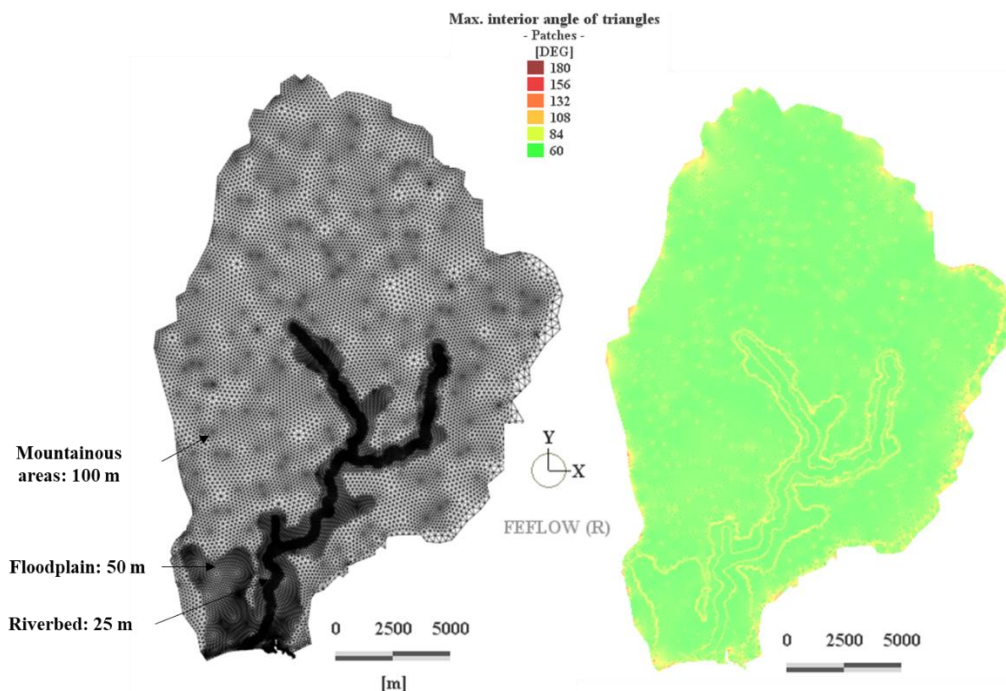 Max. interior angle of triangles
- Patches -
[DEG]
180
156
132
108
84
60
Mountainous
areas: 100 m
Y
X
FEFLOW (R)
Floodplain: 50 m
Riverbed: 25 m
0 2500 5000
[m]
0 2500 5000